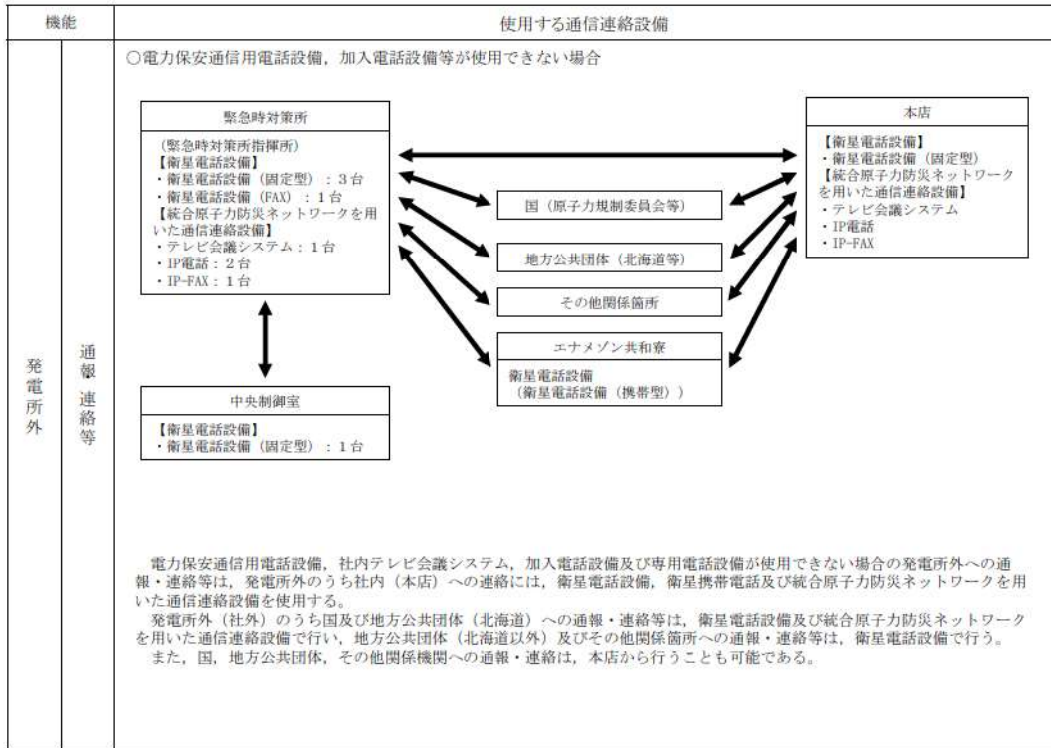 機能
使用する通信連絡設備
発電所外
通報・連絡等
○電力保安通信用電話設備，加入電話設備等が使用できない場合
緊急時対策所
（緊急時対策所指揮所）
【衛星電話設備】
・衛星電話設備（固定型）：３台
・衛星電話設備（FAX）：１台
【統合原子力防災ネットワークを用
いた通信連絡設備】
・テレビ会議システム：１台
・IP電話：２台
・IP-FAX：１台
中央制御室
【衛星電話設備】
・衛星電話設備（固定型）：１台
国（原子力規制委員会等）
地方公共団体（北海道等）
その他関係箇所
エナメゾン共和寮
衛星電話設備
（衛星電話設備（携帯型））
本店
【衛星電話設備】
・衛星電話設備（固定型）
【統合原子力防災ネットワーク
を用いた通信連絡設備】
・テレビ会議システム
・IP電話
・IP-FAX
電力保安通信用電話設備，社内テレビ会議システム，加入電話設備及び専用電話設備が使用できない場合の発電所外への通
報・連絡等は，発電所外のうち社内（本店）への連絡には，衛星電話設備，衛星携帯電話及び統合原子力防災ネットワークを用
いた通信連絡設備を使用する。
発電所外（社外）のうち国及び地方公共団体（北海道）への通報・連絡等は，衛星電話設備及び統合原子力防災ネットワーク
を用いた通信連絡設備で行い，地方公共団体（北海道以外）及びその他関係箇所への通報・連絡等は，衛星電話設備で行う。
また，国，地方公共団体，その他関係機関への通報・連絡は，本店から行うことも可能である。